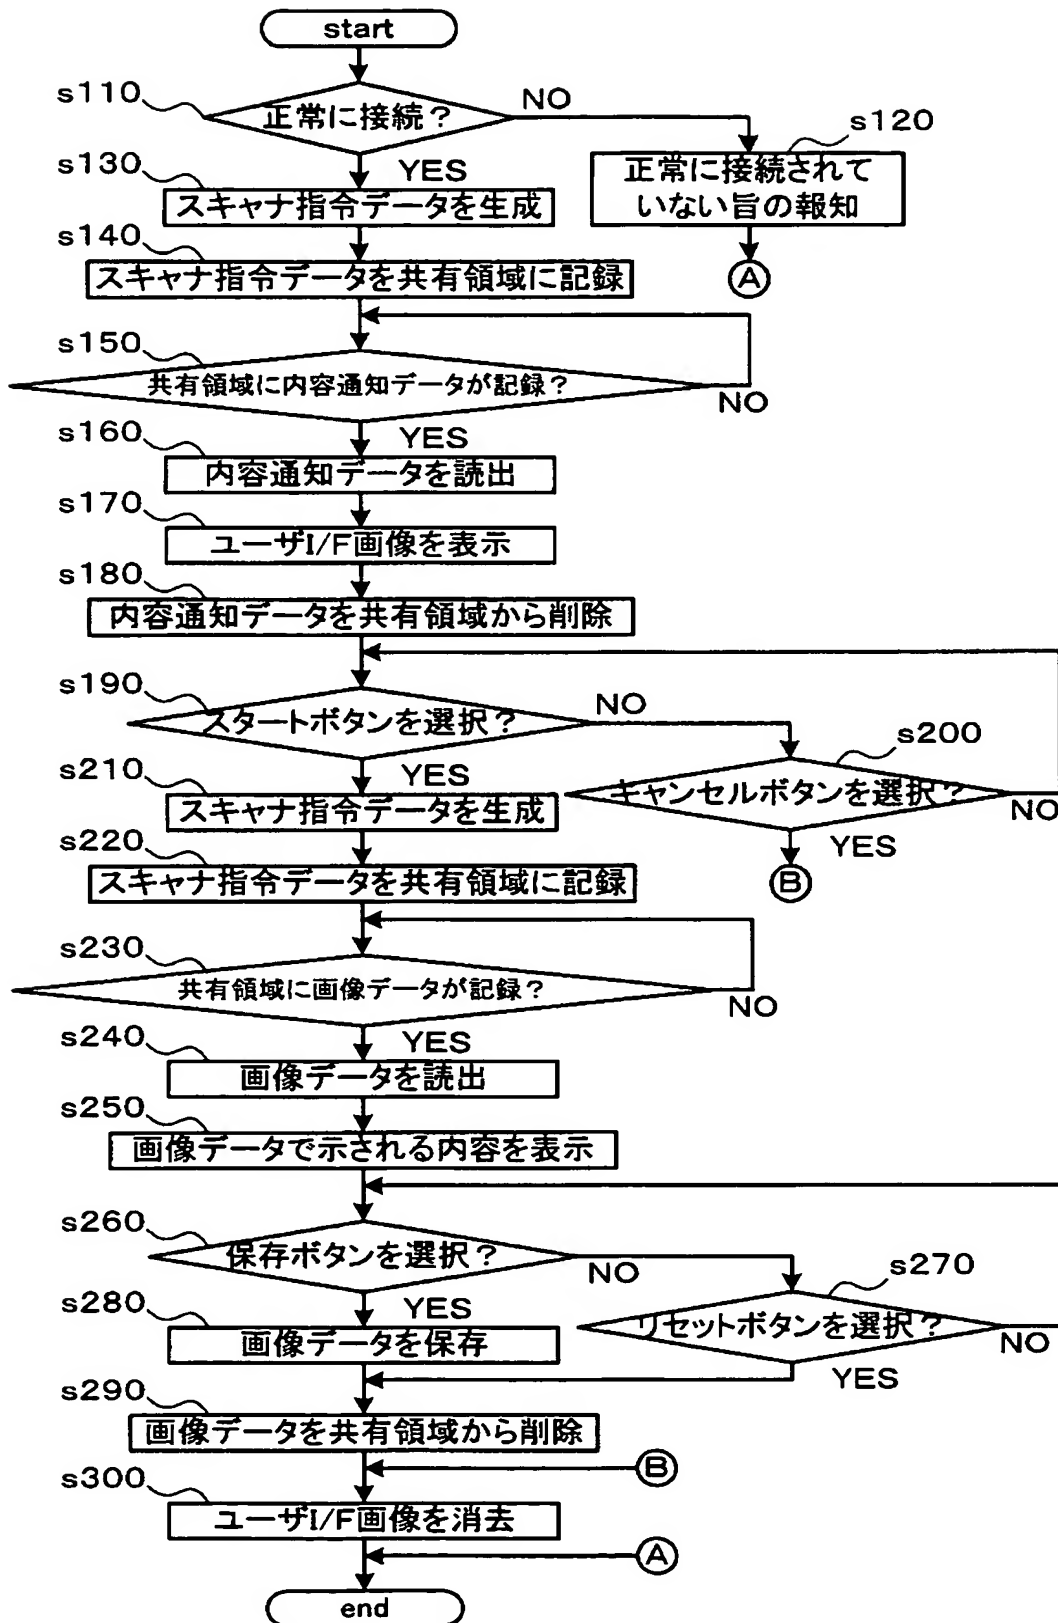 start
s110
正常に接続？
NO
s120
正常に接続されて
いない旨の報知
A
YES
s130
スキャナ指令データを生成
s140
スキャナ指令データを共有領域に記録
s150
共有領域に内容通知データが記録？
NO
YES
s160
内容通知データを読出
s170
ユーザI/F画像を表示
s180
内容通知データを共有領域から削除
s190
スタートボタンを選択？
NO
s200
キャンセルボタンを選択？
NO
YES
B
YES
s210
スキャナ指令データを生成
s220
スキャナ指令データを共有領域に記録
s230
共有領域に画像データが記録？
NO
YES
s240
画像データを読出
s250
画像データで示される内容を表示
s260
保存ボタンを選択？
NO
s270
リセットボタンを選択？
NO
YES
YES
s280
画像データを保存
s290
画像データを共有領域から削除
B
s300
ユーザI/F画像を消去
A
end